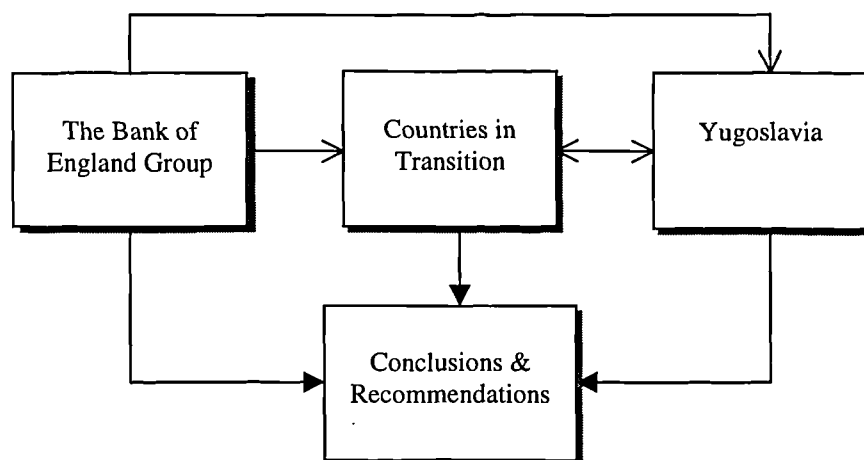 The Bank of
England Group
Countries in
Transition
Yugoslavia
Conclusions &
Recommendations